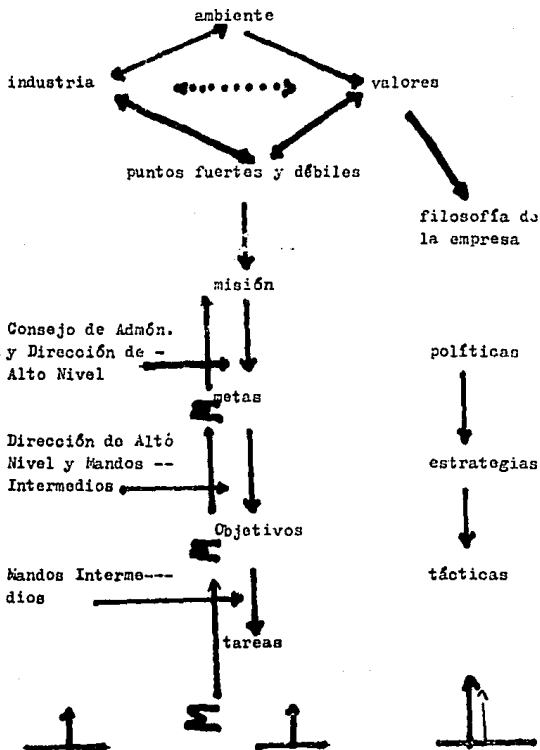 ambiente
industria
valores
puntos fuertes y débiles
filosofía de
la empresa
misión
Consejo de Admón.
y Dirección de -
Alto Nivel
políticas
metas
Dirección de Alto
Nivel y Mandos --
Intermedios
estrategias
Objetivos
Mandos Interme---
dios
tácticas
tareas